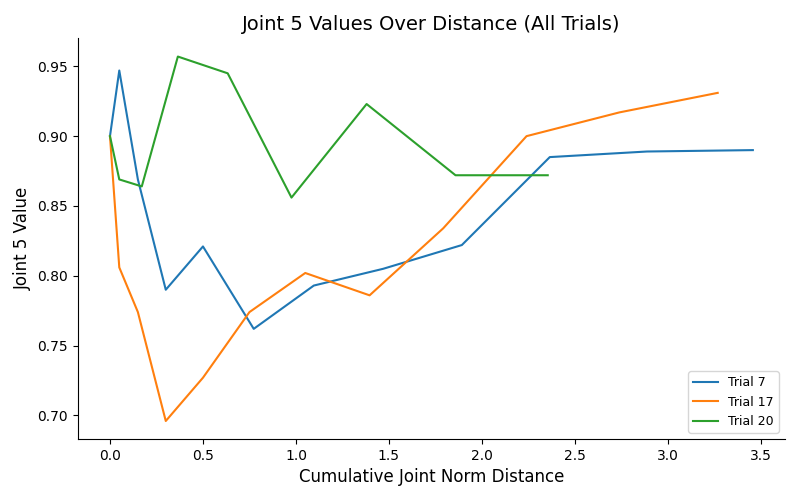 Joint 5 Values Over Distance (All Trials)
0.95
0.90
0.85
0.80
0.75
0.70
Joint 5 Value
0.0 0.5 1.0 1.5 2.0 2.5 3.0 3.5
Cumulative Joint Norm Distance
Trial 7
Trial 17
Trial 20